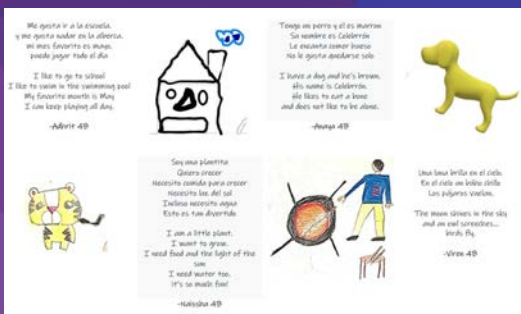 Me gusta ir a la escuela.
y me gusta nadar en la alberca.
mi mes favorito es mayo.
puedo jugar todo el día
I like to go to school
I like to swim in the swimming pool
My favorite month is May
I can keep playing all day.
-Adhrit 4B
Tengo un perro y el es marron
Su nombre es Celebrrón
Le encanta comer hueso
No le gusta quedarse solo
I have a dog and he's brown.
His name is Celebrrón
He likes to eat a bone
and does not like to be alone.
-Anaya 4B
Soy una plantita
Quiero crecer
Necesito comida para crecer
Necesito luz del sol
Incluso necesito agua
Esto es tan divertido
I am a little plant.
I want to grow.
I need food and the light of the
sun
I need water too.
it's so much fun!
-Naissha 4B
Una luna brilla en el cielo.
En el cielo un búho chilla
Los pájaros vuelan.
The moon shines in the sky
and an owl screeches...
birds fly.
-Viren 4B